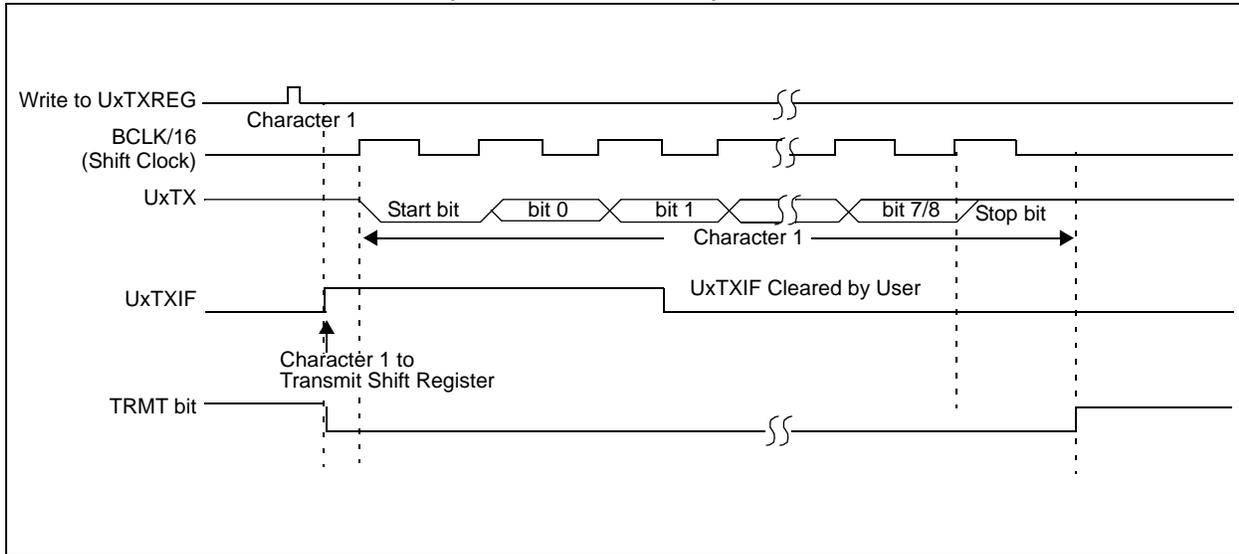 Write to UxTXREG
Character 1
BCLK/16
(Shift Clock)
UxTX
Start bit
bit 0
bit 1
bit 7/8
Stop bit
Character 1
UxTXIF
UxTXIF Cleared by User
Character 1 to
Transmit Shift Register
TRMT bit